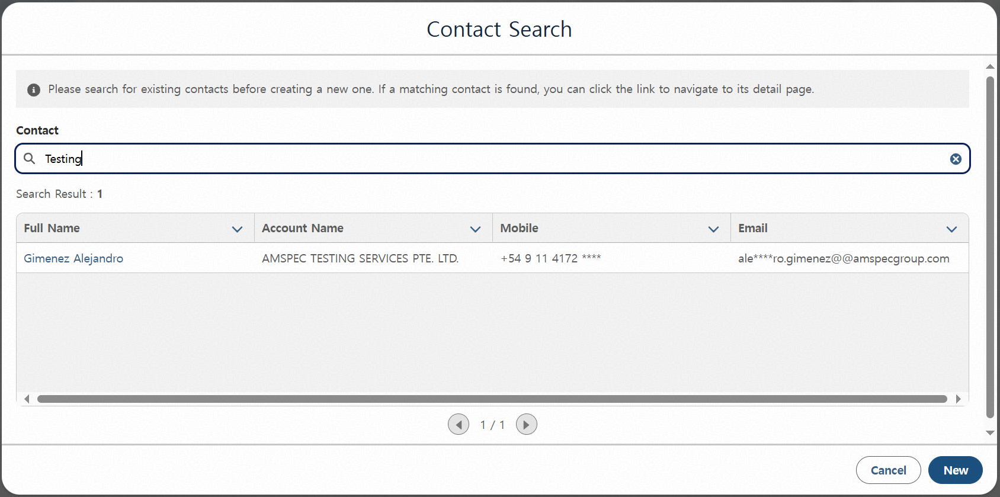 Contact Search
Please search for existing contacts before creating a new one. If a matching contact is found, you can click the link to navigate to its detail page.
Contact
Testing
Search Result : 1
Full Name Account Name Mobile Email
Gimenez Alejandro AMSPEC TESTING SERVICES PTE. LTD. +54 9 11 4172 **** ale****ro.gimenez@@amspecgroup.com
1 / 1
Cancel New